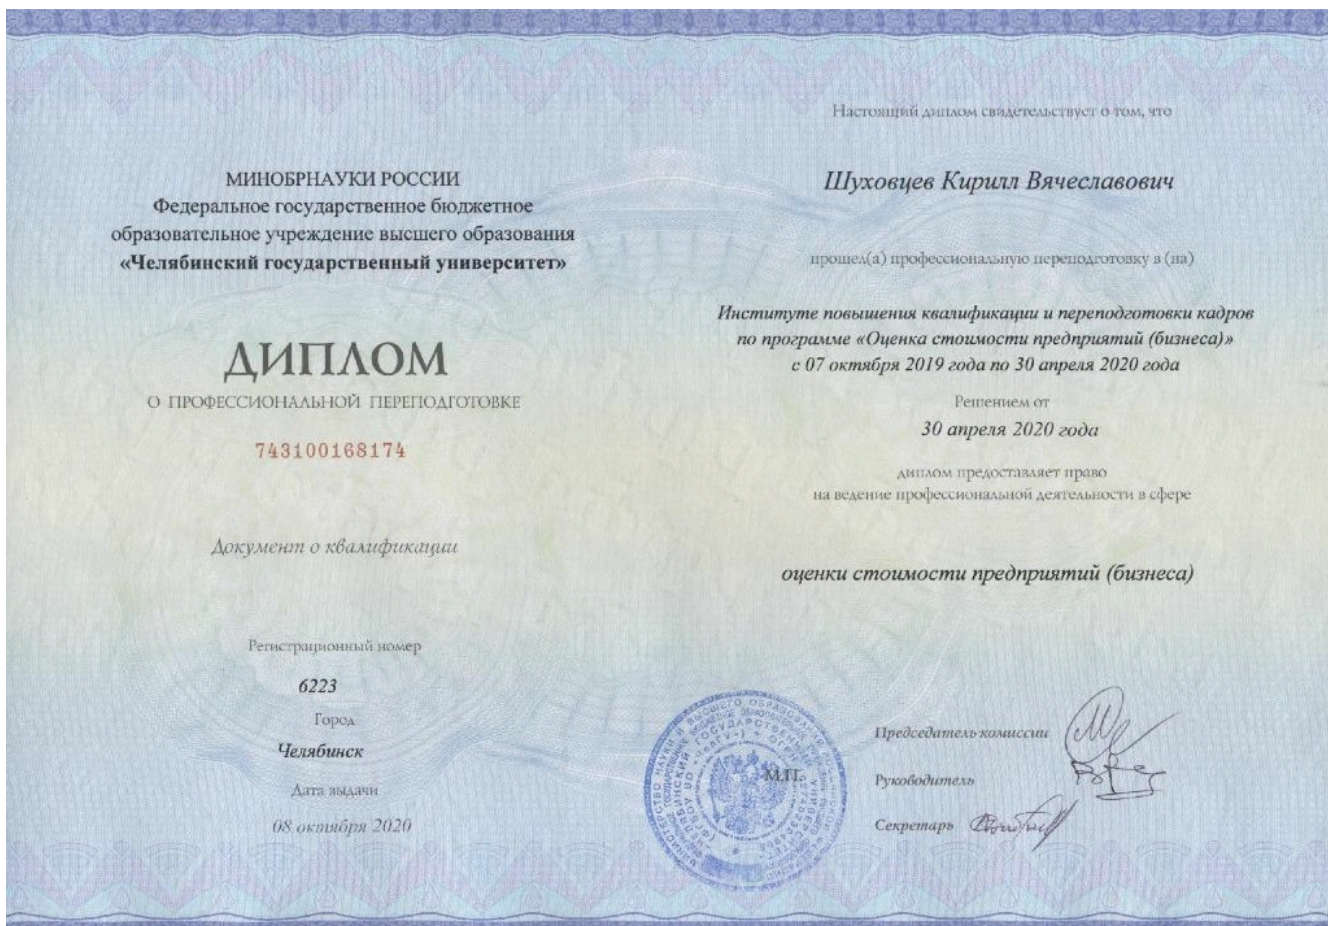 МИНОБРНАУКИ РОССИИ
Федеральное государственное бюджетное
образовательное учреждение высшего образования
«Челябинский государственный университет»
ДИПЛОМ
О ПРОФЕССИОНАЛЬНОЙ ПЕРЕПОДГОТОВКЕ
743100168174
Документ о квалификации
Регистрационный номер
6223
Город
Челябинск
Дата выдачи
08 октября 2020
Настоящий диплом свидетельствует о том, что
Шуховцев Кирилл Вячеславович
прошел(а) профессиональную переподготовку в (на)
Институте повышения квалификации и переподготовки кадров
по программе «Оценка стоимости предприятий (бизнеса)»
с 07 октября 2019 года по 30 апреля 2020 года
Решением от
30 апреля 2020 года
диплом предоставляет право
на ведение профессиональной деятельности в сфере
оценки стоимости предприятий (бизнеса)
М.П.
Председатель комиссии
Руководитель
Секретарь